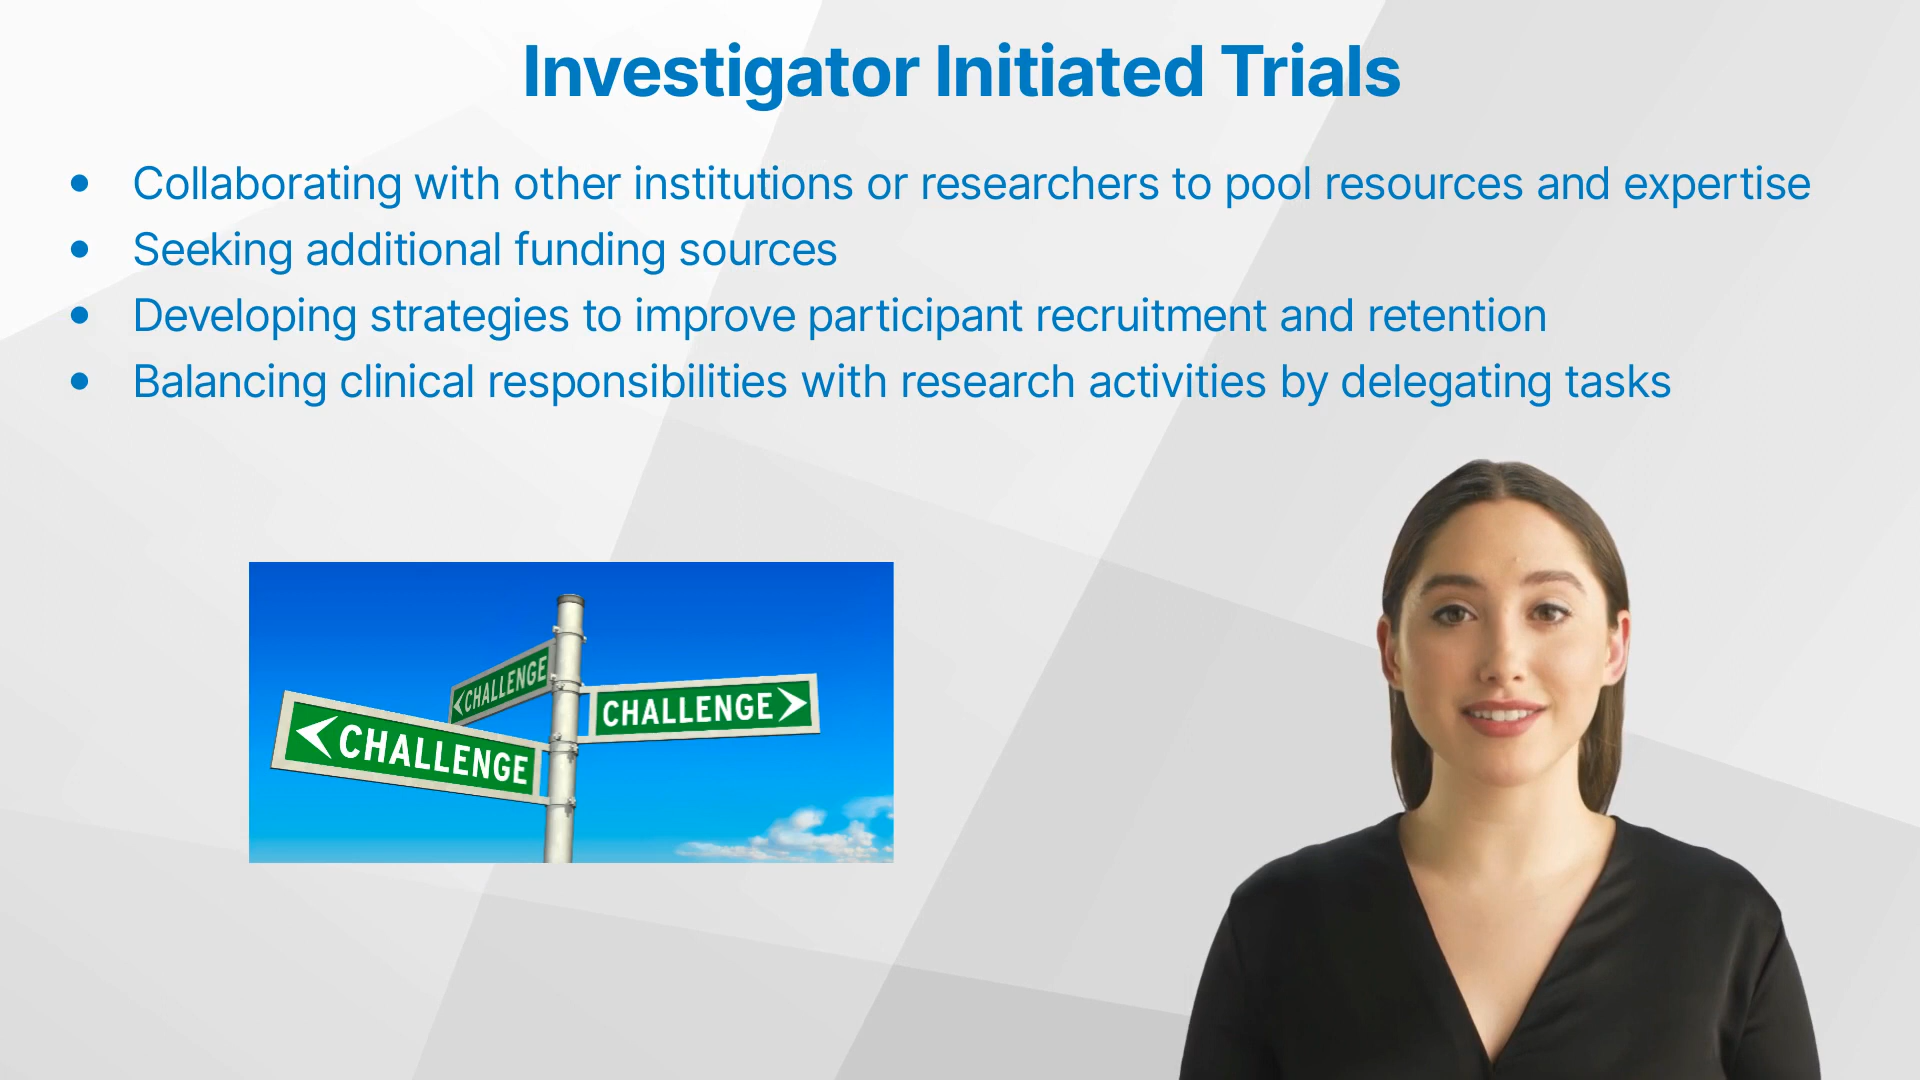 Investigator Initiated Trials
• Collaborating with other institutions or researchers to pool resources and expertise
• Seeking additional funding sources
• Developing strategies to improve participant recruitment and retention
• Balancing clinical responsibilities with research activities by delegating tasks
CHALLENGE
CHALLENGE
CHALLENGE